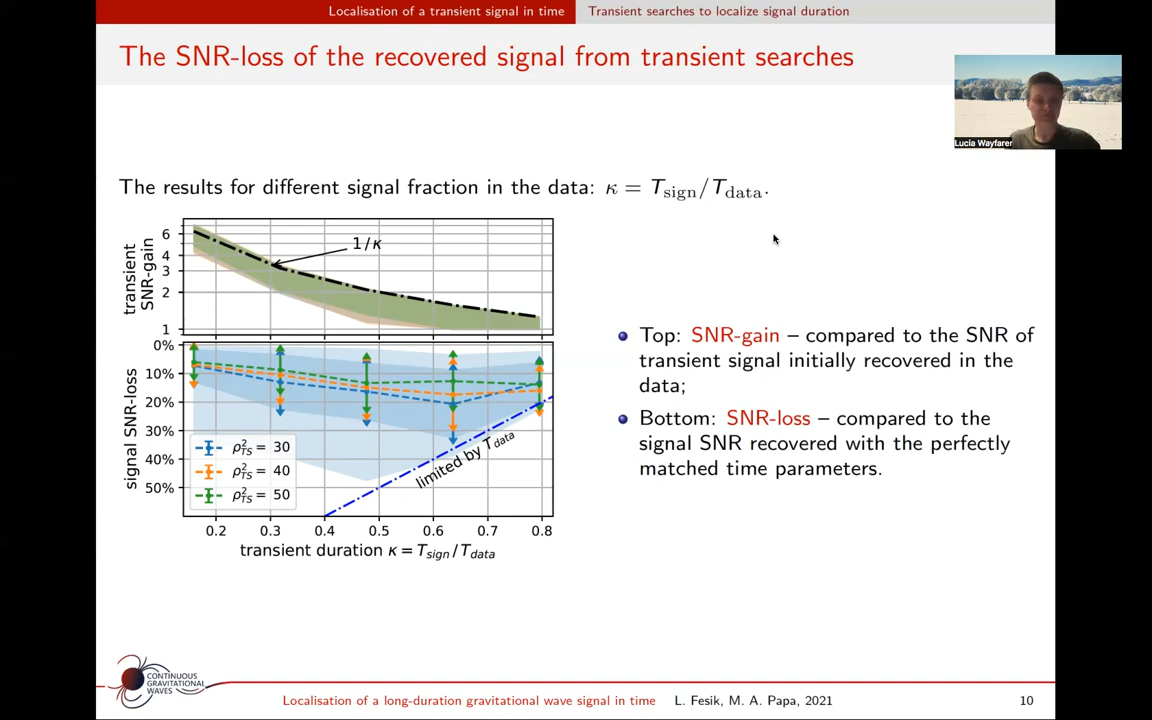 Localisation of a transient signal in time Transient searches to localize signal duration
The SNR-loss of the recovered signal from transient searches
Lucia Wayfarer
The results for different signal fraction in the data: κ = T_sign/T_data.
transient
SNR-gain
6
4
3
2
1
1/κ
signal SNR-loss
0%
10%
20%
30%
40%
50%
ρ²_TS = 30
ρ²_TS = 40
ρ²_TS = 50
limited by T_data
0.2 0.3 0.4 0.5 0.6 0.7 0.8
transient duration κ = T_sign / T_data
Top: SNR-gain – compared to the SNR of
transient signal initially recovered in the
data;
Bottom: SNR-loss – compared to the
signal SNR recovered with the perfectly
matched time parameters.
CONTINUOUS
GRAVITATIONAL
WAVES
Localisation of a long-duration gravitational wave signal in time L. Fesik, M. A. Papa, 2021 10